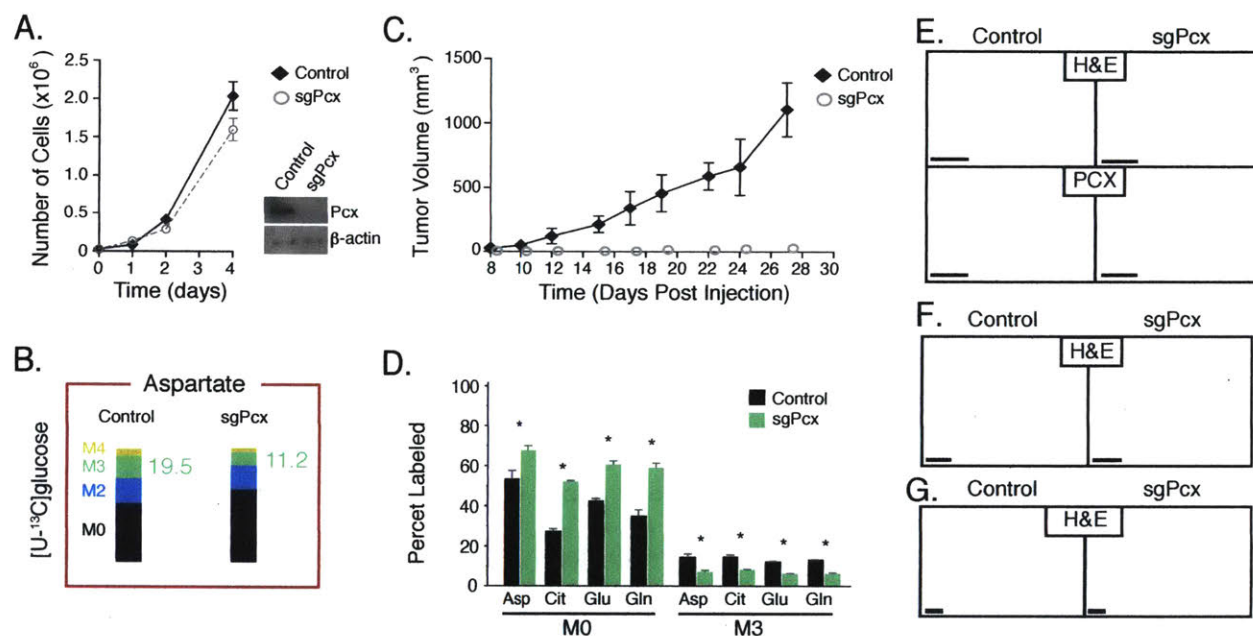 A.
Number of Cells (x10⁶)
2.5
2.0
1.5
1.0
0.5
0
0 1 2 3 4
Time (days)
Control
sgPcx
Control
sgPcx
Pcx
β-actin
B.
[U-¹³C]glucose
Aspartate
Control
sgPcx
M4
M3
M2
M0
19.5
11.2
C.
Tumor Volume (mm³)
1500
1000
500
0
8 10 12 14 16 18 20 22 24 26 28 30
Time (Days Post Injection)
Control
sgPcx
D.
Percet Labeled
100
80
60
40
20
0
Control
sgPcx
* * * * * * * *
Asp Cit Glu Gln Asp Cit Glu Gln
M0 M3
E.
Control sgPcx
H&E
PCX
F.
Control sgPcx
H&E
G.
Control sgPcx
H&E